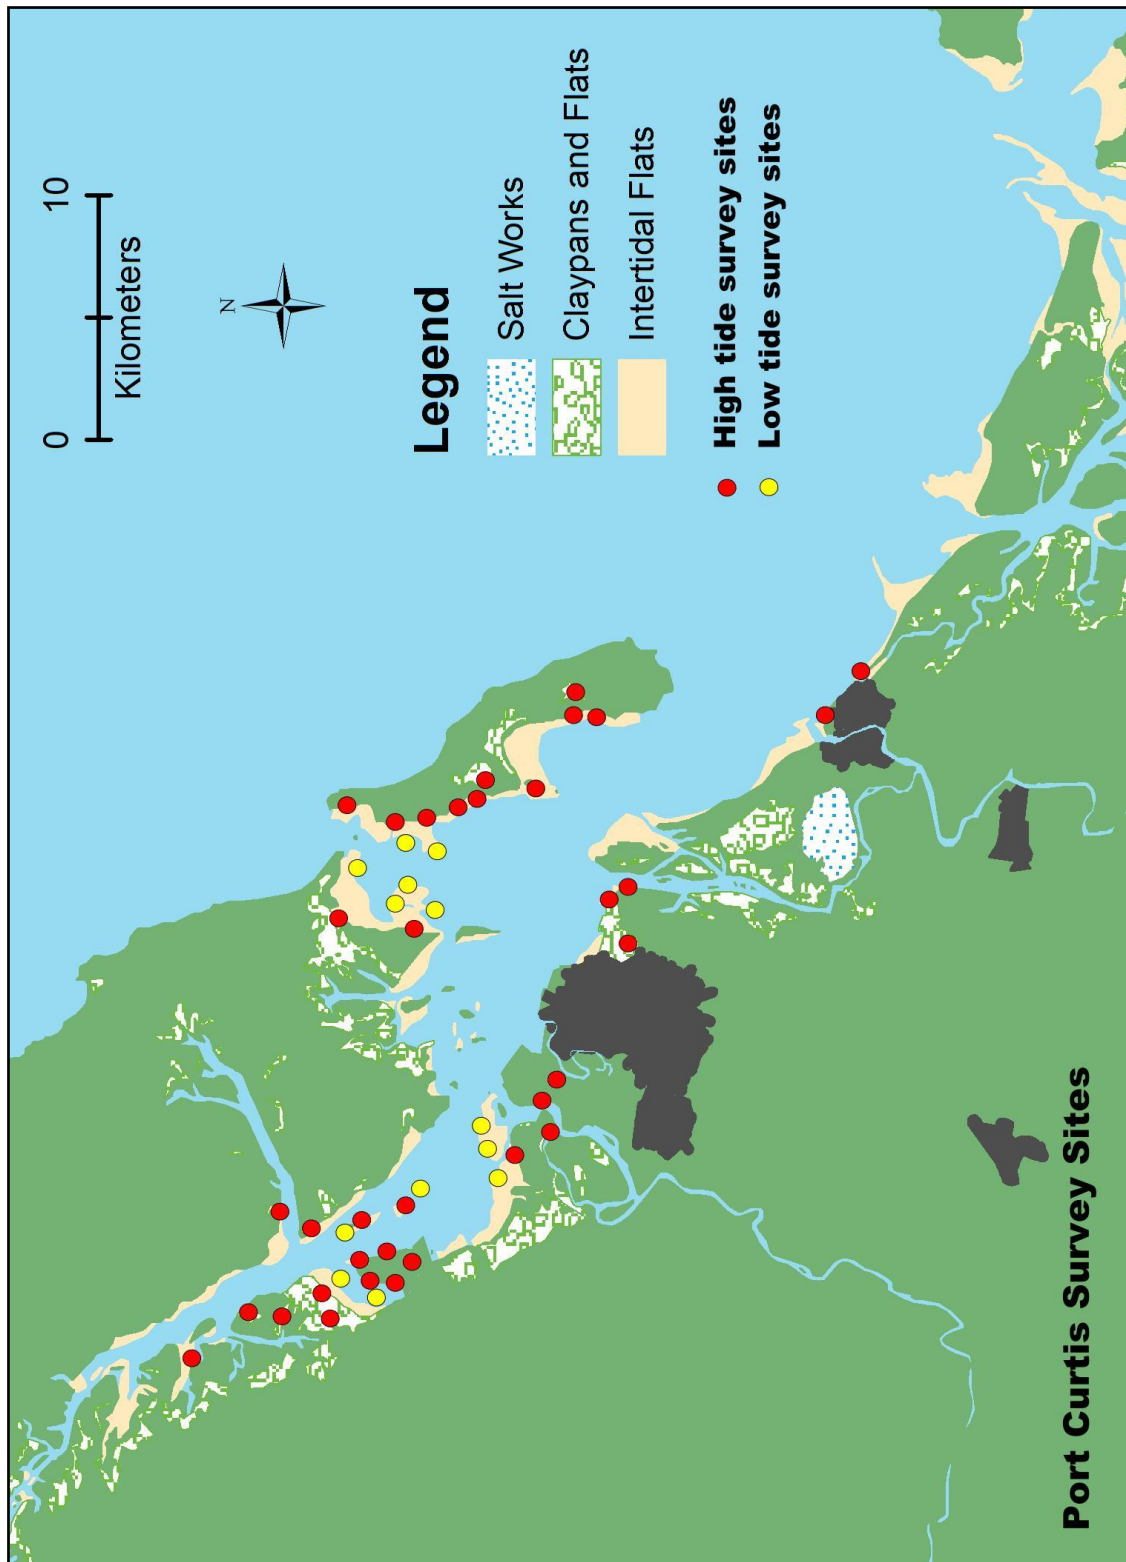 0 10
Kilometers
N
Legend
Salt Works
Claypans and Flats
Intertidal Flats
High tide survey sites
Low tide survey sites
Port Curtis Survey Sites